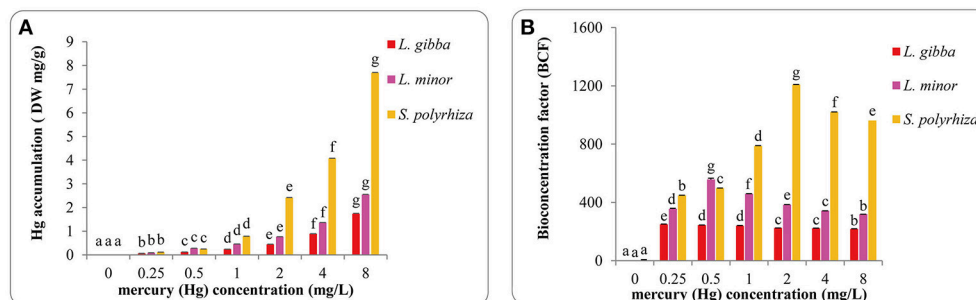 A
Hg accumulation ( DW mg/g)
9
8
7
6
5
4
3
2
1
0
a a a
b b b
c c c
d d d
e e e
f f f
g g g
0 0.25 0.5 1 2 4 8
mercury (Hg) concentration (mg/L)
L. gibba
L. minor
S. polyrhiza
B
Bioconcentration factor (BCF)
1600
1200
800
400
0
a a a
e f b
d g c
d f d
c e g
c c f
b b e
0 0.25 0.5 1 2 4 8
mercury (Hg) concentration (mg/L)
L. gibba
L. minor
S. polyrhiza